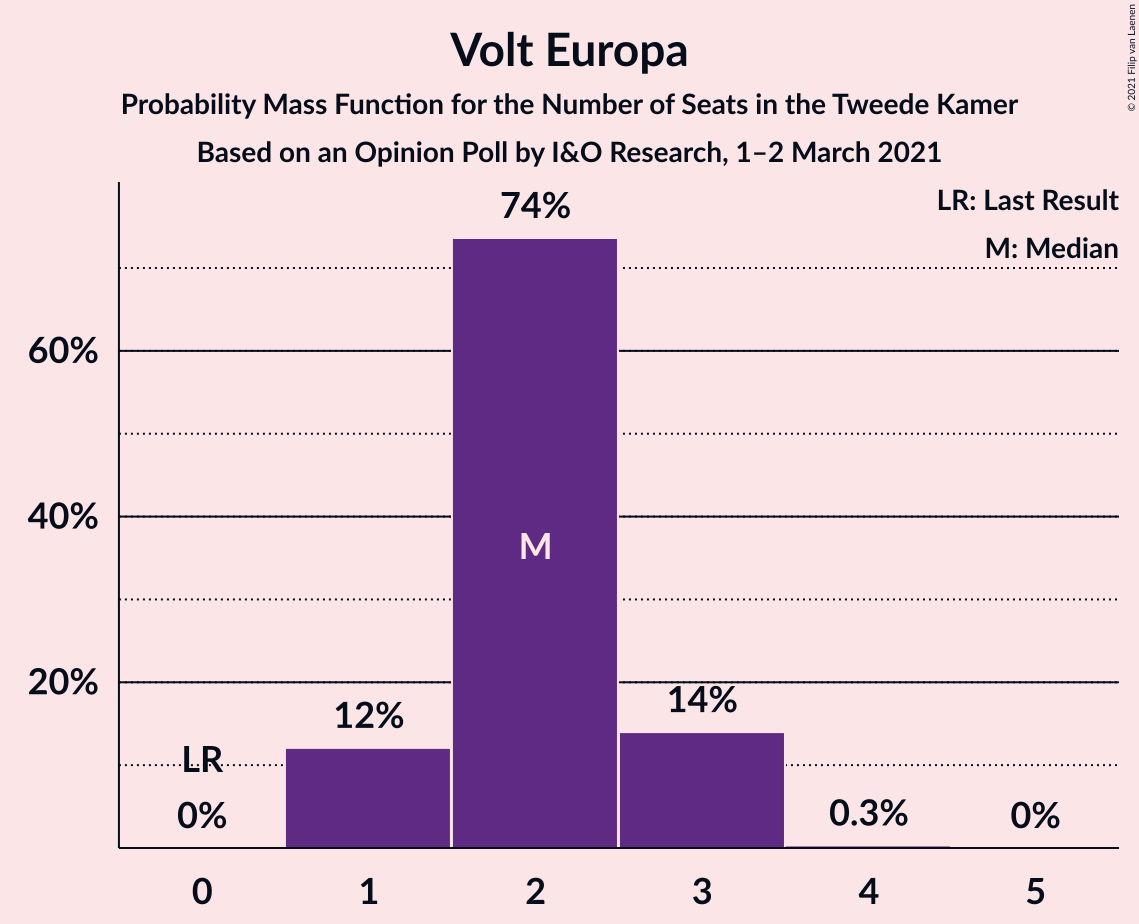 Volt Europa
Probability Mass Function for the Number of Seats in the Tweede Kamer
Based on an Opinion Poll by I&O Research, 1–2 March 2021
© 2021 Filip van Laenen
LR: Last Result
M: Median
74%
60%
40%
M
20%
14%
12%
LR
0%
0.3%
0%
0 1 2 3 4 5